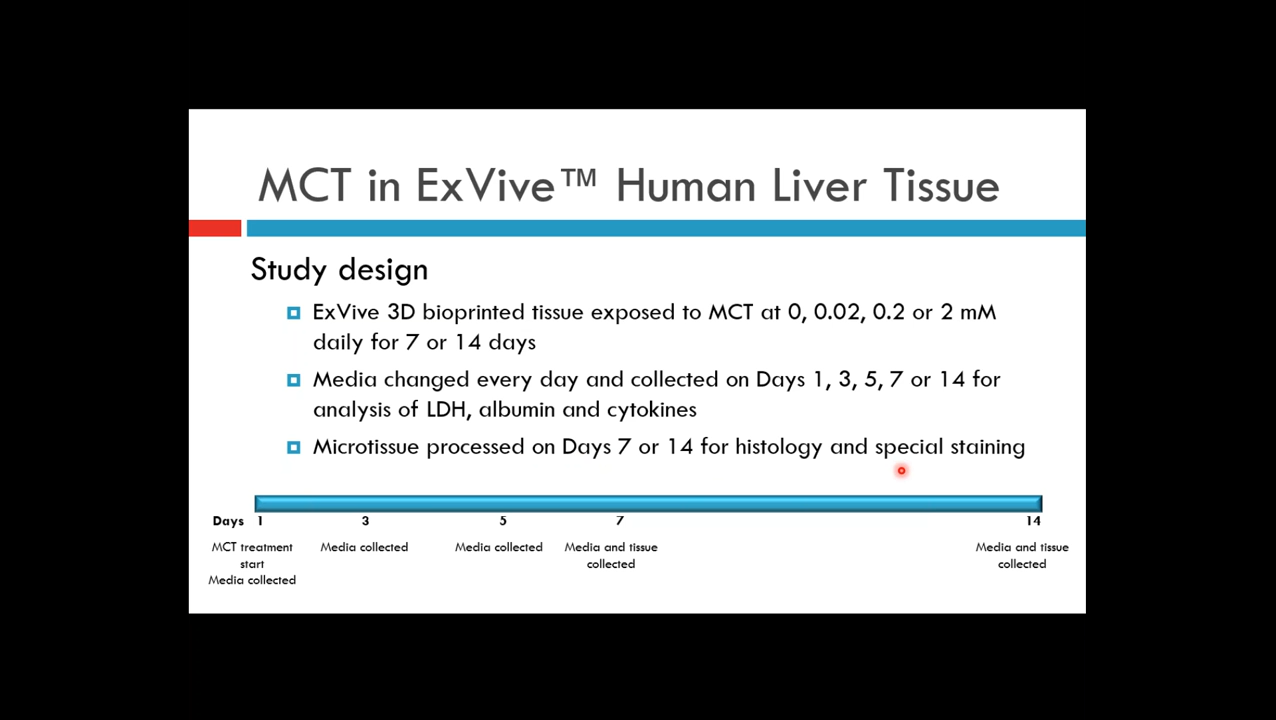 MCT in ExVive™ Human Liver Tissue
Study design
ExVive 3D bioprinted tissue exposed to MCT at 0, 0.02, 0.2 or 2 mM
daily for 7 or 14 days
Media changed every day and collected on Days 1, 3, 5, 7 or 14 for
analysis of LDH, albumin and cytokines
Microtissue processed on Days 7 or 14 for histology and special staining
Days 1 3 5 7 14
MCT treatment
start
Media collected
Media collected
Media collected
Media and tissue
collected
Media and tissue
collected